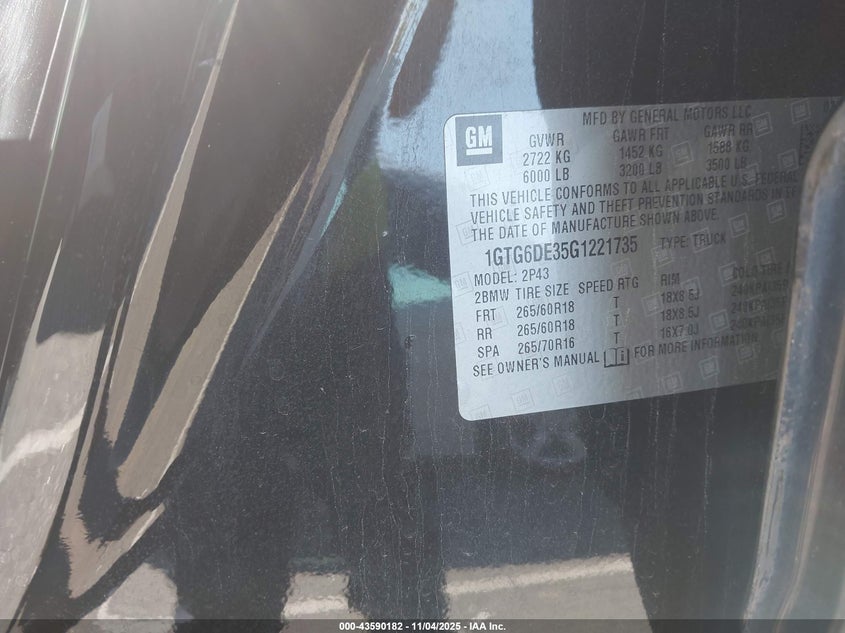 GM
MFD BY GENERAL MOTORS LLC
GVWR GAWR FRT GAWR RR
2722 KG 1452 KG 1588 KG
6000 LB 3200 LB 3500 LB
THIS VEHICLE CONFORMS TO ALL APPLICABLE U.S. FEDERAL
VEHICLE SAFETY AND THEFT PREVENTION STANDARDS IN EF
THE DATE OF MANUFACTURE SHOWN ABOVE.
1GTG6DE35G1221735 TYPE: TRUCK
MODEL: 2P43
2BMW TIRE SIZE SPEED RTG RIM COLD TIRE
FRT 265/60R18 T 18X8.5J
RR 265/60R18 T 18X8.5J
SPA 265/70R16 T 16X7.0J
SEE OWNER'S MANUAL FOR MORE INFORMATION
000-43590182 - 11/04/2025 - IAA Inc.